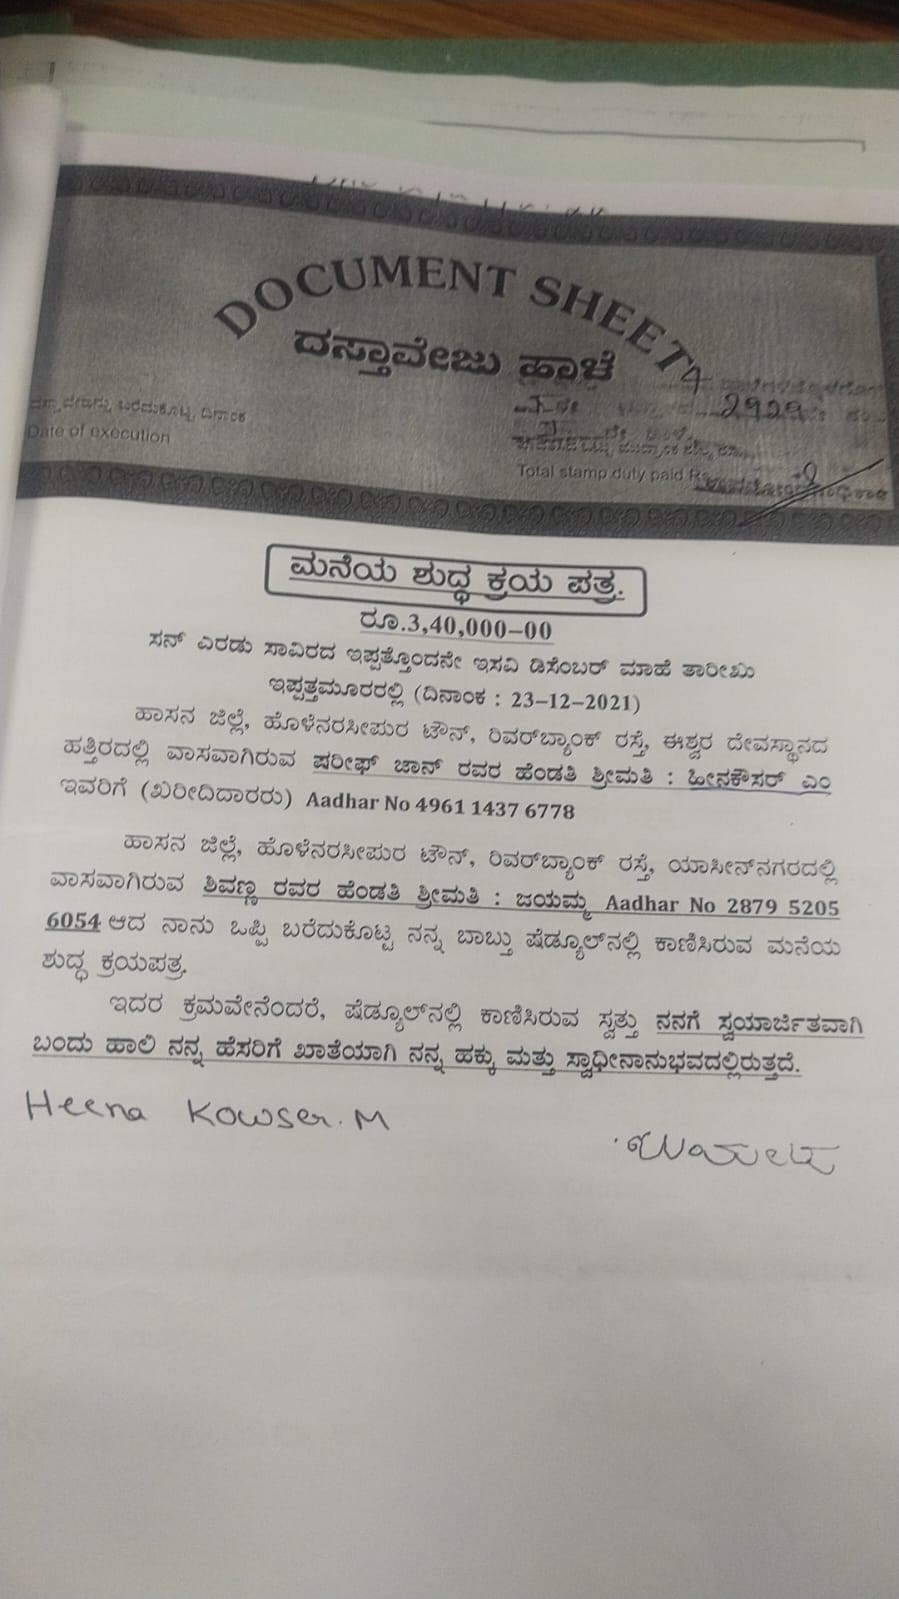 DOCUMENT SHEET
ದಸ್ತಾವೇಜು ಹಾಳೆ
2929
ಬರೆದುಕೊಟ್ಟ ದಿನಾಂಕ
Date of execution
Total stamp duty paid Rs.
ಮನೆಯ ಶುದ್ಧ ಕ್ರಯ ಪತ್ರ.
ರೂ.3,40,000-00
ಸನ್ ಎರಡು ಸಾವಿರದ ಇಪ್ಪತ್ತೊಂದನೇ ಇಸವಿ ಡಿಸೆಂಬರ್ ಮಾಹೆ ತಾರೀಖು
ಇಪ್ಪತ್ತಮೂರರಲ್ಲಿ (ದಿನಾಂಕ : 23-12-2021)
ಹಾಸನ ಜಿಲ್ಲೆ, ಹೊಳೆನರಸೀಪುರ ಟೌನ್, ರಿವರ್‌ಬ್ಯಾಂಕ್ ರಸ್ತೆ, ಈಶ್ವರ ದೇವಸ್ಥಾನದ
ಹತ್ತಿರದಲ್ಲಿ ವಾಸವಾಗಿರುವ ಷರೀಫ್ ಜಾನ್ ರವರ ಹೆಂಡತಿ ಶ್ರೀಮತಿ : ಹೀನಕೌಸರ್ ಎಂ
ಇವರಿಗೆ (ಖರೀದಿದಾರರು) Aadhar No 4961 1437 6778
ಹಾಸನ ಜಿಲ್ಲೆ, ಹೊಳೆನರಸೀಪುರ ಟೌನ್, ರಿವರ್‌ಬ್ಯಾಂಕ್ ರಸ್ತೆ, ಯಾಸೀನ್‌ನಗರದಲ್ಲಿ
ವಾಸವಾಗಿರುವ ಶಿವಣ್ಣ ರವರ ಹೆಂಡತಿ ಶ್ರೀಮತಿ : ಜಯಮ್ಮ Aadhar No 2879 5205
6054 ಆದ ನಾನು ಒಪ್ಪಿ ಬರೆದುಕೊಟ್ಟ ನನ್ನ ಬಾಬ್ತು ಷೆಡ್ಯೂಲ್‌ನಲ್ಲಿ ಕಾಣಿಸಿರುವ ಮನೆಯ
ಶುದ್ಧ ಕ್ರಯಪತ್ರ.
ಇದರ ಕ್ರಮವೇನೆಂದರೆ, ಷೆಡ್ಯೂಲ್‌ನಲ್ಲಿ ಕಾಣಿಸಿರುವ ಸ್ವತ್ತು ನನಗೆ ಸ್ವಯಾರ್ಜಿತವಾಗಿ
ಬಂದು ಹಾಲಿ ನನ್ನ ಹೆಸರಿಗೆ ಖಾತೆಯಾಗಿ ನನ್ನ ಹಕ್ಕು ಮತ್ತು ಸ್ವಾಧೀನಾನುಭವದಲ್ಲಿರುತ್ತದೆ.
Heena Kowser.M